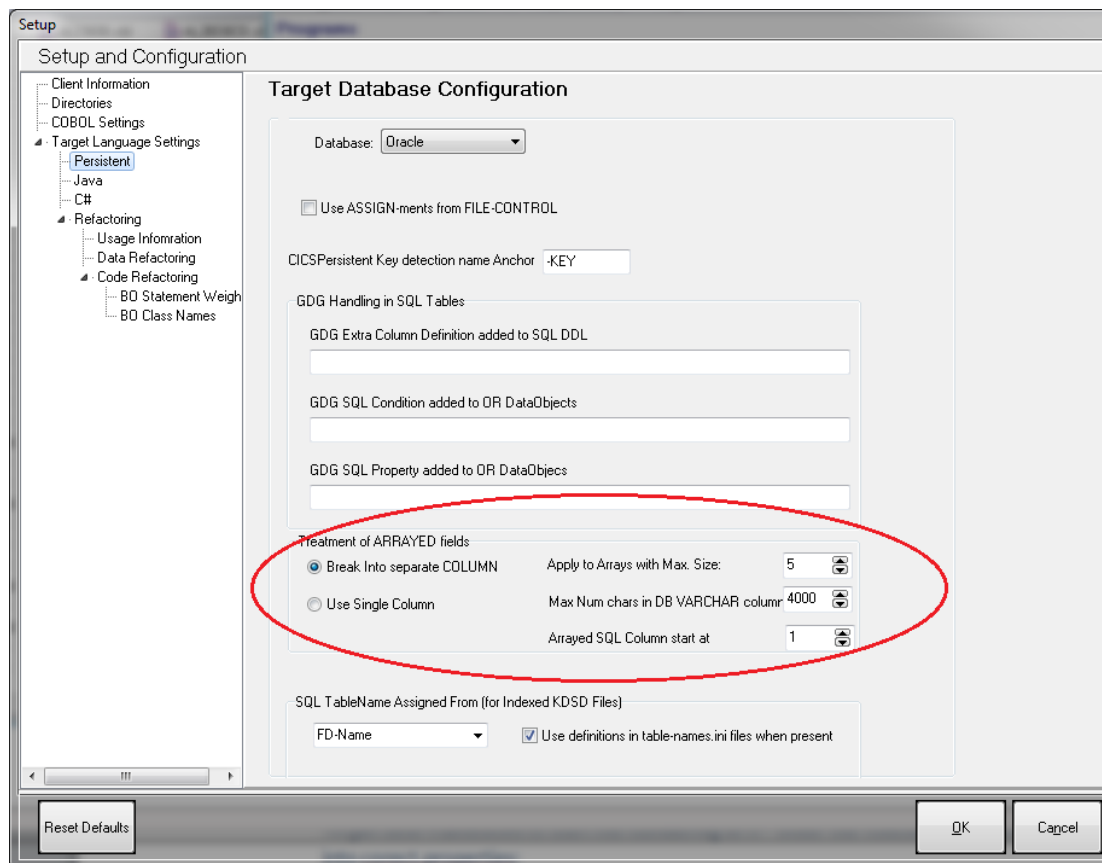 Programs
Setup
Setup and Configuration
Client Information
Directories
COBOL Settings
Target Language Settings
Persistent
Java
C#
Refactoring
Usage Infomration
Data Refactoring
Code Refactoring
BO Statement Weigh
BO Class Names
Target Database Configuration
Database: Oracle
Use ASSIGN-ments from FILE-CONTROL
CICSPersistent Key detection name Anchor -KEY
GDG Handling in SQL Tables
GDG Extra Column Definition added to SQL DDL
GDG SQL Condition added to OR DataObjects
GDG SQL Property added to OR DataObjecs
Treatment of ARRAYED fields
Break Into separate COLUMN Apply to Arrays with Max. Size: 5
Use Single Column Max Num chars in DB VARCHAR column 4000
Arrayed SQL Column start at 1
SQL TableName Assigned From (for Indexed KDSD Files)
FD-Name Use definitions in table-names.ini files when present
Reset Defaults OK Cancel